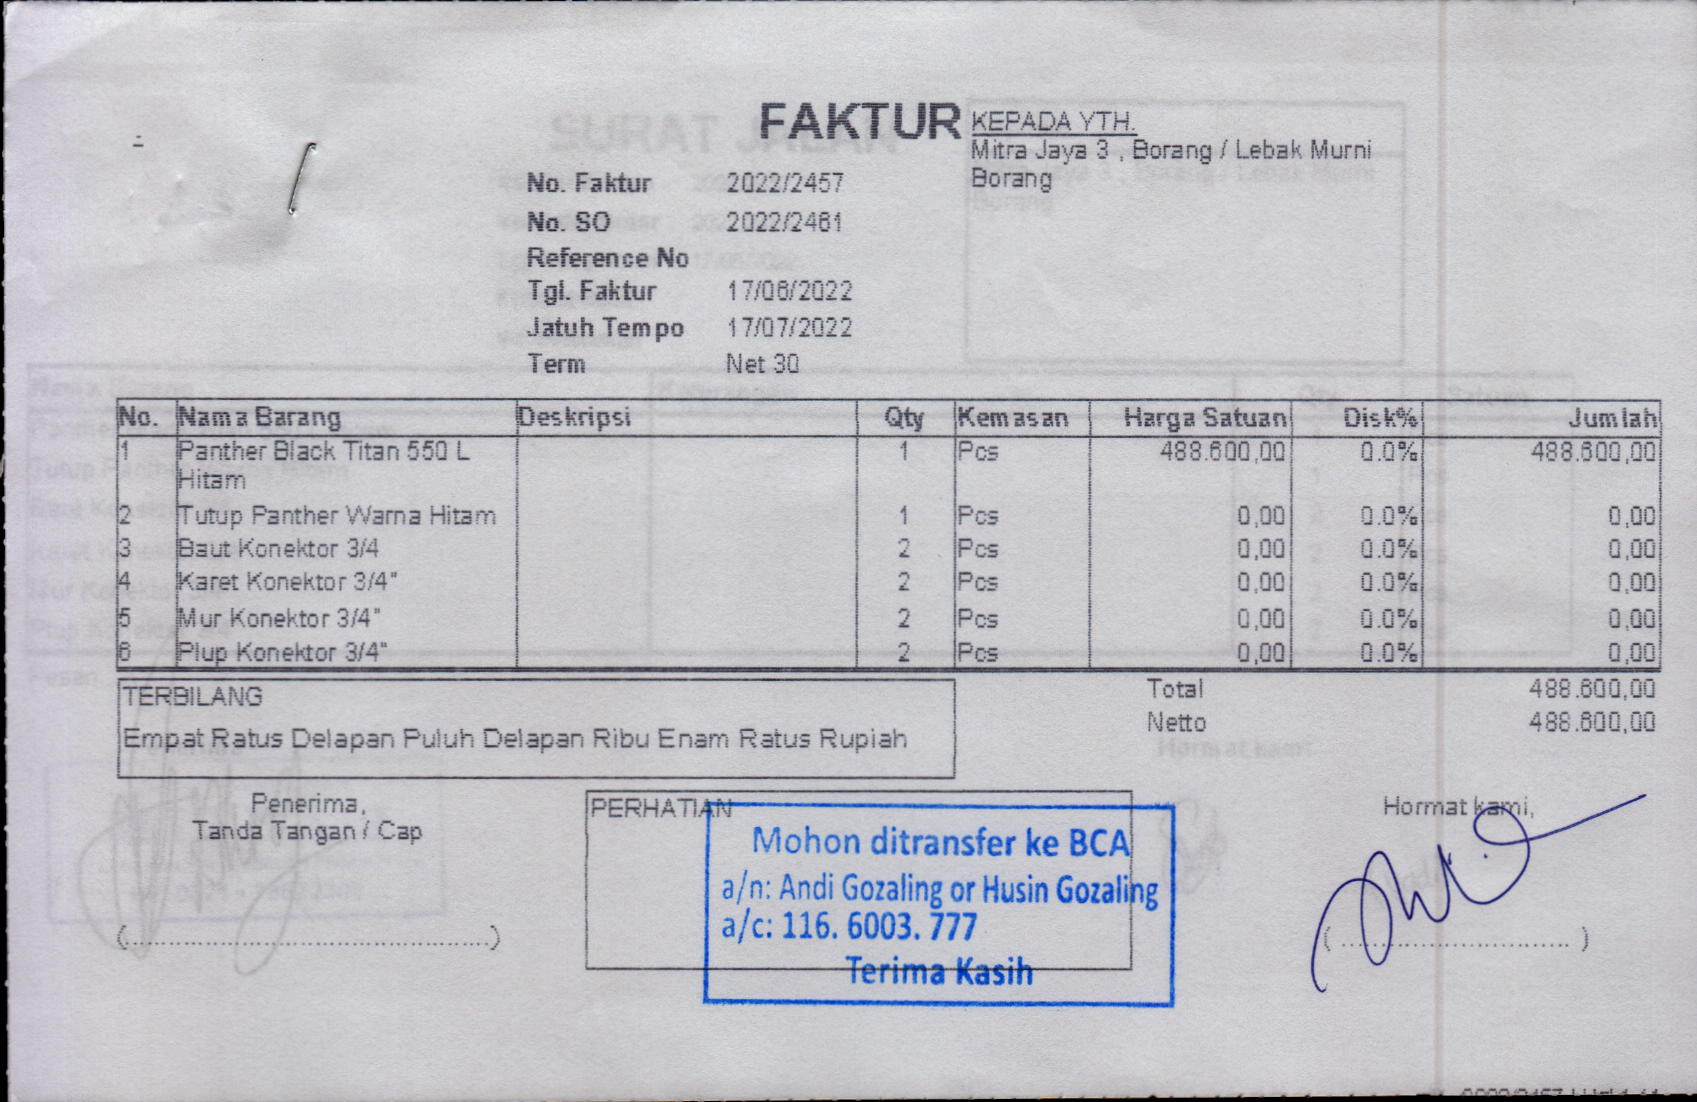 FAKTUR
KEPADA YTH.
Mitra Jaya 3 , Borang / Lebak Murni
Borang
No. Faktur 2022/2457
No. SO 2022/2461
Reference No
Tgl. Faktur 17/06/2022
Jatuh Tempo 17/07/2022
Term Net 30
No. Nama Barang Deskripsi Qty Kemasan Harga Satuan Disk% Jumlah
1 Panther Black Titan 550 L 1 Pcs 488.600,00 0.0% 488.600,00
Hitam
2 Tutup Panther Warna Hitam 1 Pcs 0,00 0.0% 0,00
3 Baut Konektor 3/4 2 Pcs 0,00 0.0% 0,00
4 Karet Konektor 3/4" 2 Pcs 0,00 0.0% 0,00
5 Mur Konektor 3/4" 2 Pcs 0,00 0.0% 0,00
6 Plup Konektor 3/4" 2 Pcs 0,00 0.0% 0,00
Total 488.600,00
Netto 488.600,00
TERBILANG
Empat Ratus Delapan Puluh Delapan Ribu Enam Ratus Rupiah
Penerima,
Tanda Tangan / Cap
PERHATIAN
Mohon ditransfer ke BCA
a/n: Andi Gozaling or Husin Gozaling
a/c: 116. 6003. 777
Terima Kasih
Hormat kami,